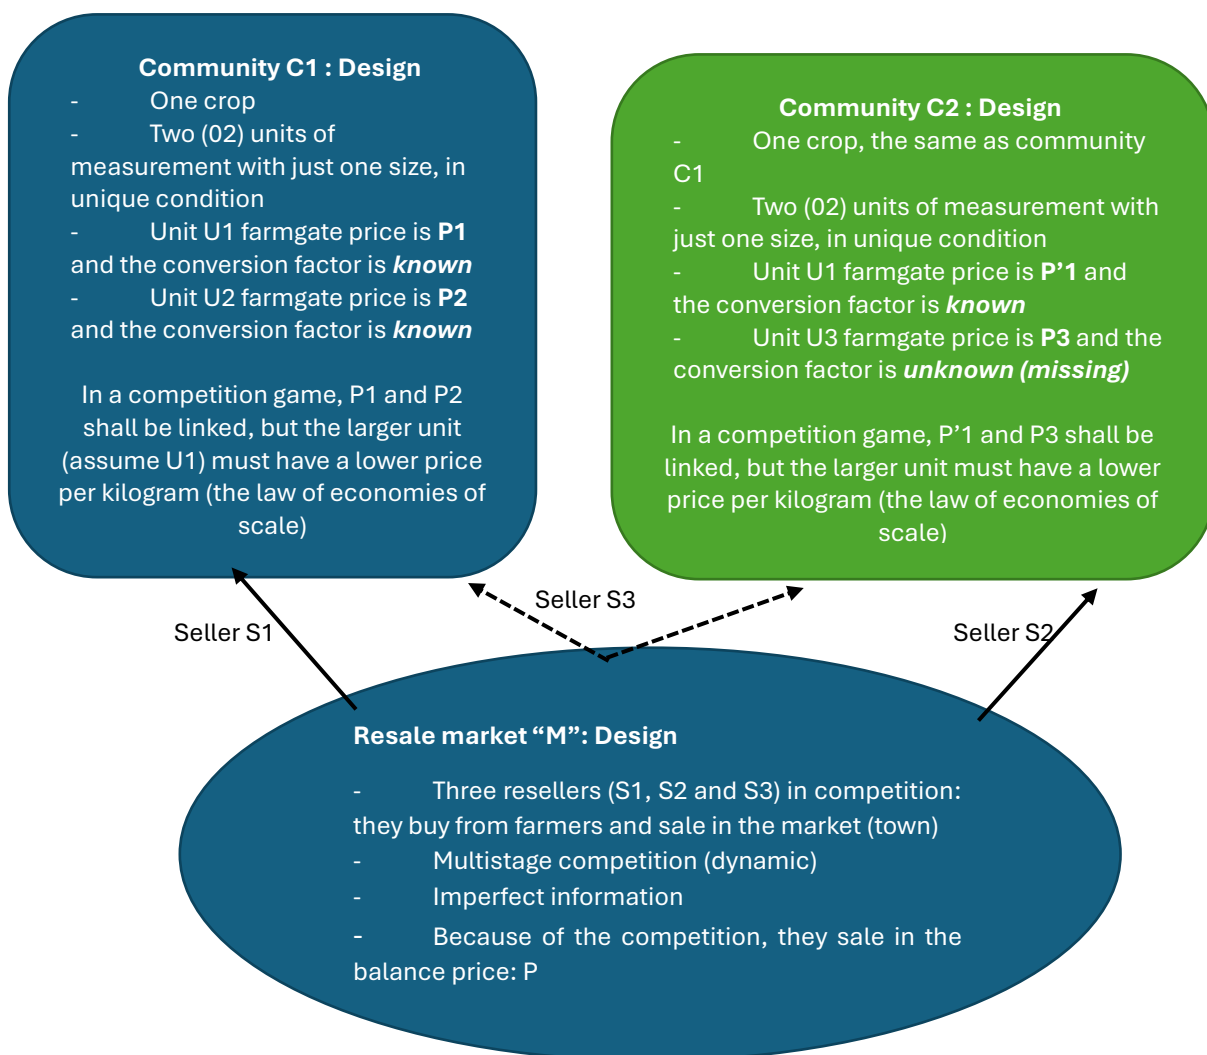 Community C1 : Design
- One crop
- Two (02) units of
measurement with just one size, in
unique condition
- Unit U1 farmgate price is P1
and the conversion factor is known
- Unit U2 farmgate price is P2
and the conversion factor is known
In a competition game, P1 and P2
shall be linked, but the larger unit
(assume U1) must have a lower price
per kilogram (the law of economies of
scale)
Community C2 : Design
- One crop, the same as community
C1
- Two (02) units of measurement with
just one size, in unique condition
- Unit U1 farmgate price is P’1 and
the conversion factor is known
- Unit U3 farmgate price is P3 and the
conversion factor is unknown (missing)
In a competition game, P’1 and P3 shall be
linked, but the larger unit must have a lower
price per kilogram (the law of economies of
scale)
Seller S1
Seller S3
Seller S2
Resale market “M”: Design
- Three resellers (S1, S2 and S3) in competition:
they buy from farmers and sale in the market (town)
- Multistage competition (dynamic)
- Imperfect information
- Because of the competition, they sale in the
balance price: P